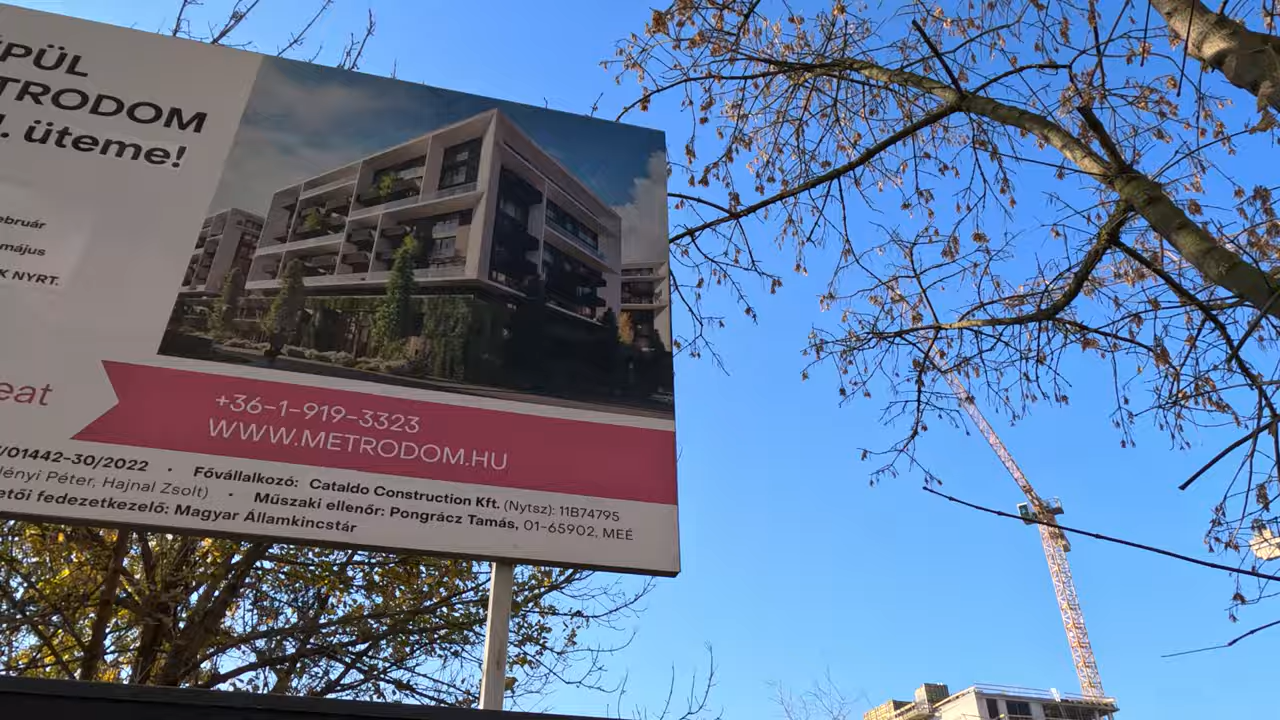 ÉPÜL
TRODOM
. üteme!
ebruár
május
K NYRT.
eat
+36-1-919-3323
WWW.METRODOM.HU
/01442-30/2022 • Fővállalkozó: Cataldo Construction Kft. (Nytsz): 11B74795
lényi Péter, Hajnal Zsolt) • Műszaki ellenőr: Pongrácz Tamás, 01-65902, MEÉ
etői fedezetkezelő: Magyar Államkincstár